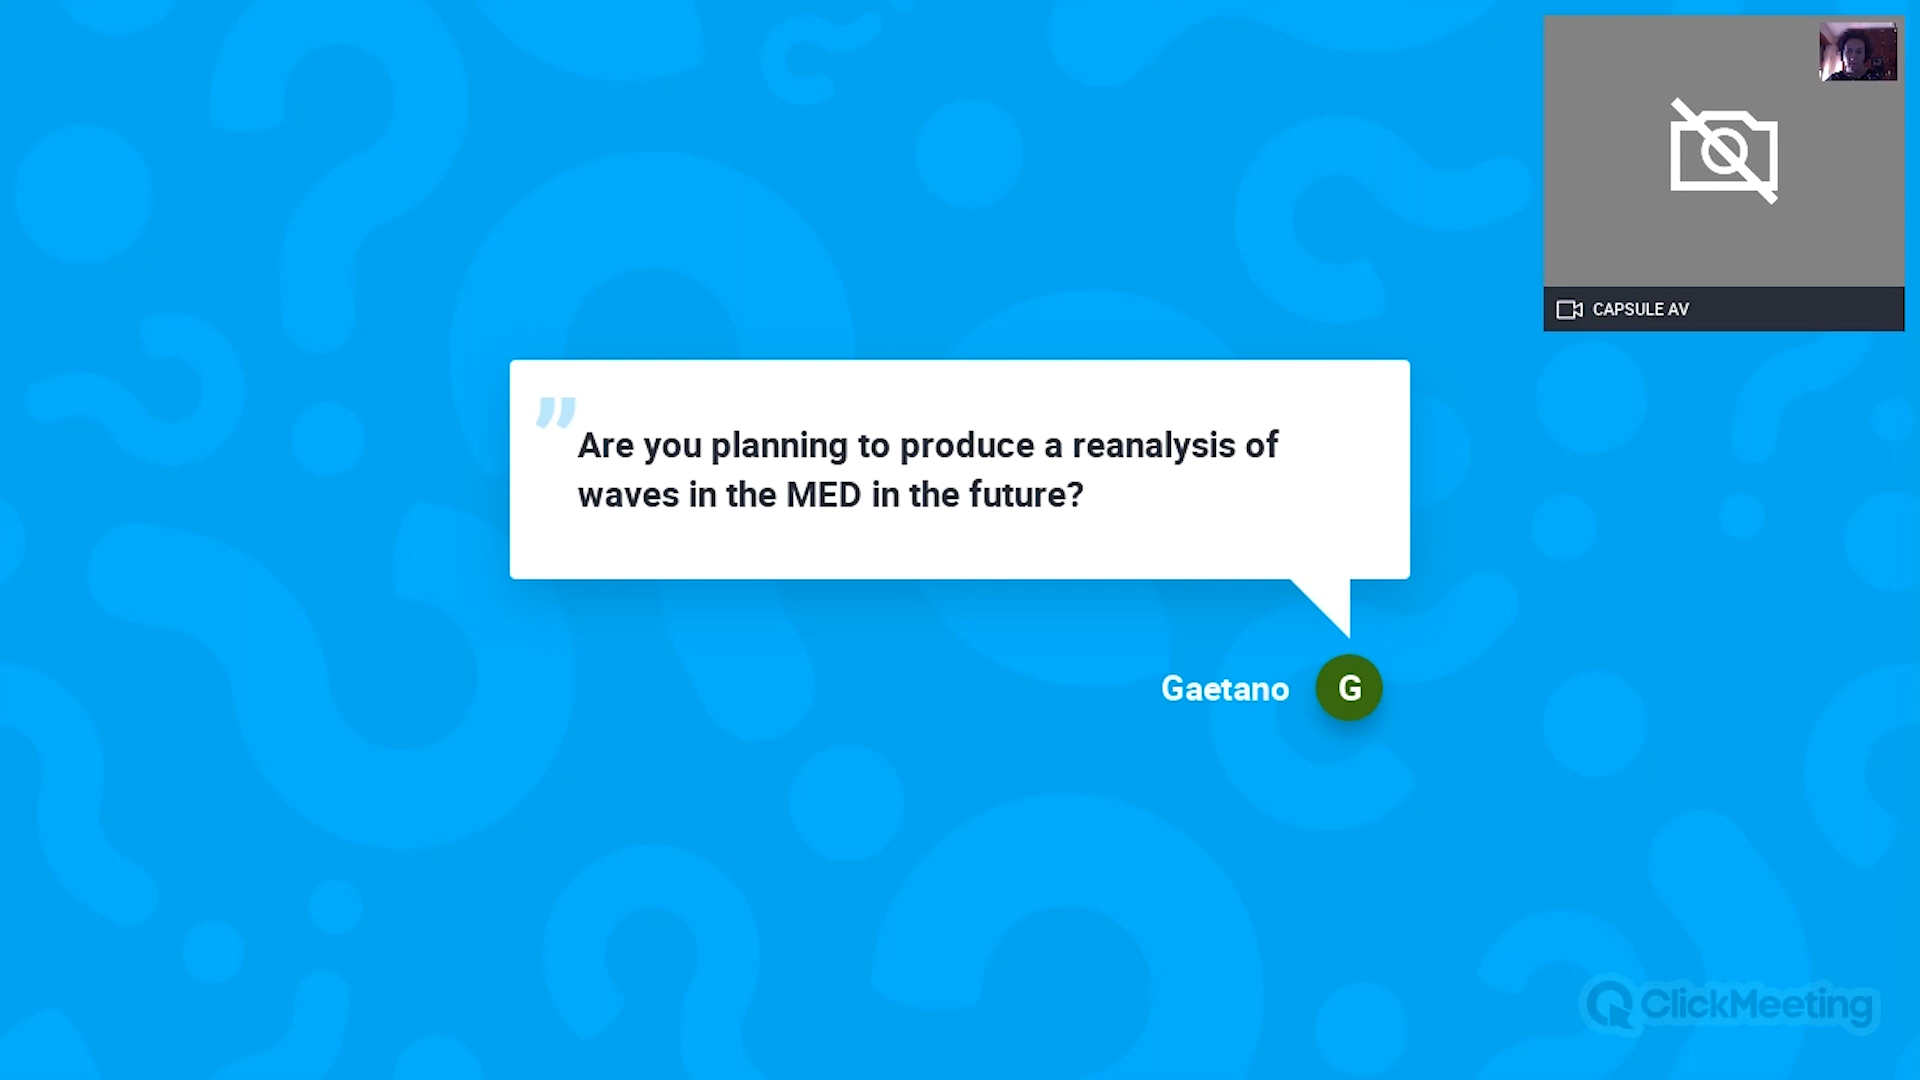 CAPSULE AV
Are you planning to produce a reanalysis of
waves in the MED in the future?
Gaetano
G
ClickMeeting